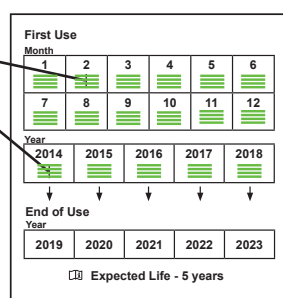 First Use
Month
1 2 3 4 5 6
7 8 9 10 11 12
Year
2014 2015 2016 2017 2018
End of Use
Year
2019 2020 2021 2022 2023
Expected Life - 5 years